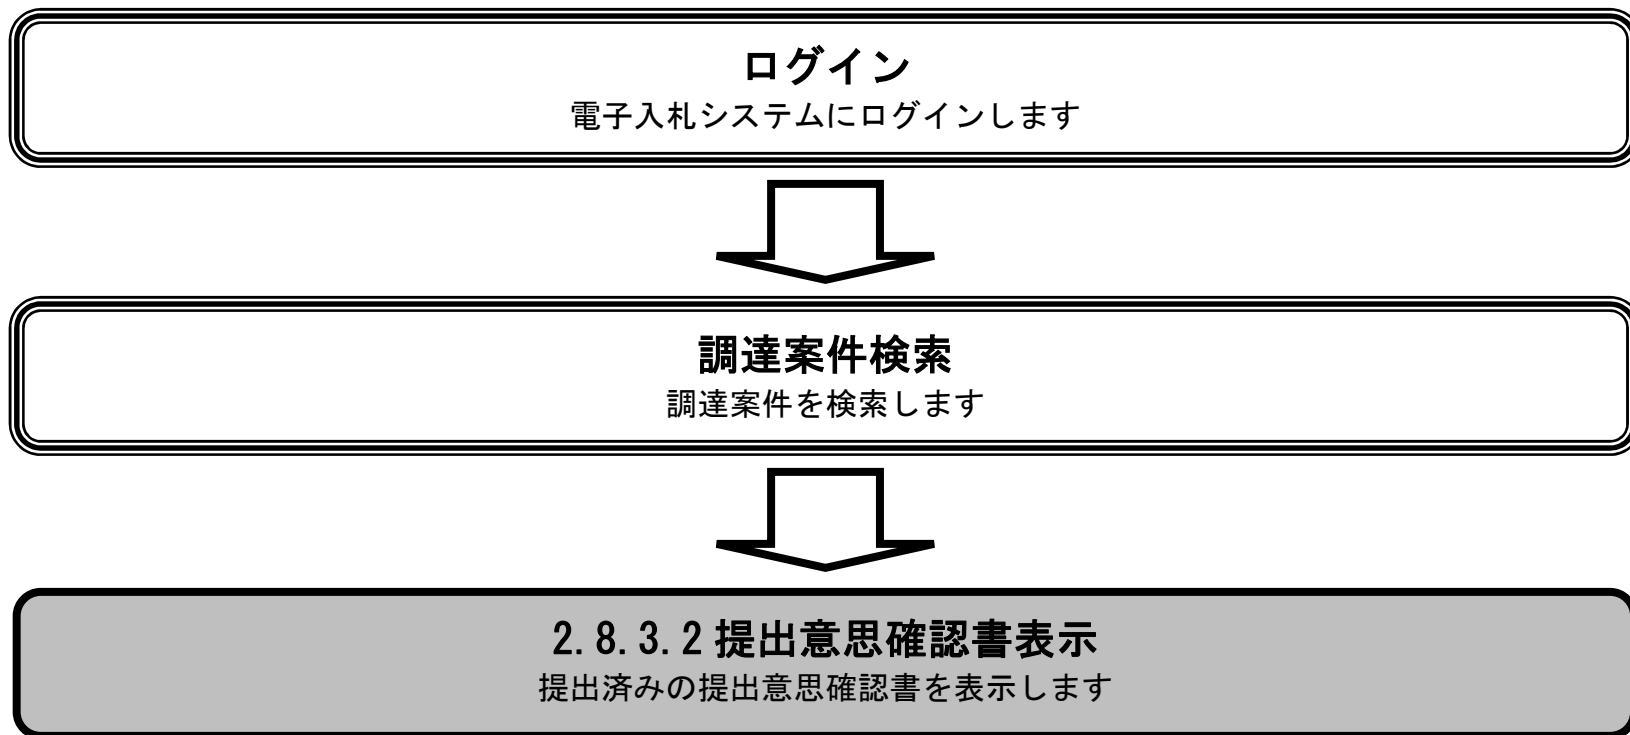 ログイン
電子入札システムにログインします
調達案件検索
調達案件を検索します
2.8.3.2 提出意思確認書表示
提出済みの提出意思確認書を表示します